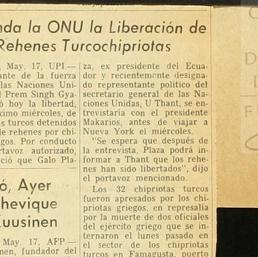 nda la ONU la Liberación de
Rehenes Turcochipriotas
May. 17, UPI.—
ante de la fuerza
las Naciones Uni-
l Prem Singh Gya-
ó hoy la libertad,
ximo miércoles, de
s turcos detenidos
de rehenes por chi-
gos. Por conducto
rtavoz autorizado,
ció que Galo Pla-
za, ex presidente del Ecua-
dor y recientemente designa-
do representante político del
secretario general de las Na-
ciones Unidas, U Thant, se en-
trevistaría con el presidente
Makarios, antes de viajar a
Nueva York el miércoles.
"Se espera que después de
la entrevista, Plaza podrá in-
formar a Thant que los rehe-
nes han sido libertados", dijo
el portavoz mencionado.
Los 32 chipriotas turcos
fueron apresados por los chi-
priotas griegos, en represalia
por la muerte de dos oficiales
del ejército griego que se in-
ternaron el lunes pasado en
el sector de los chipriotas
turcos en Famagusta, puerto
ó, Ayer
chevique
Kuusinen
May. 17, AFP.—
en, fundador del